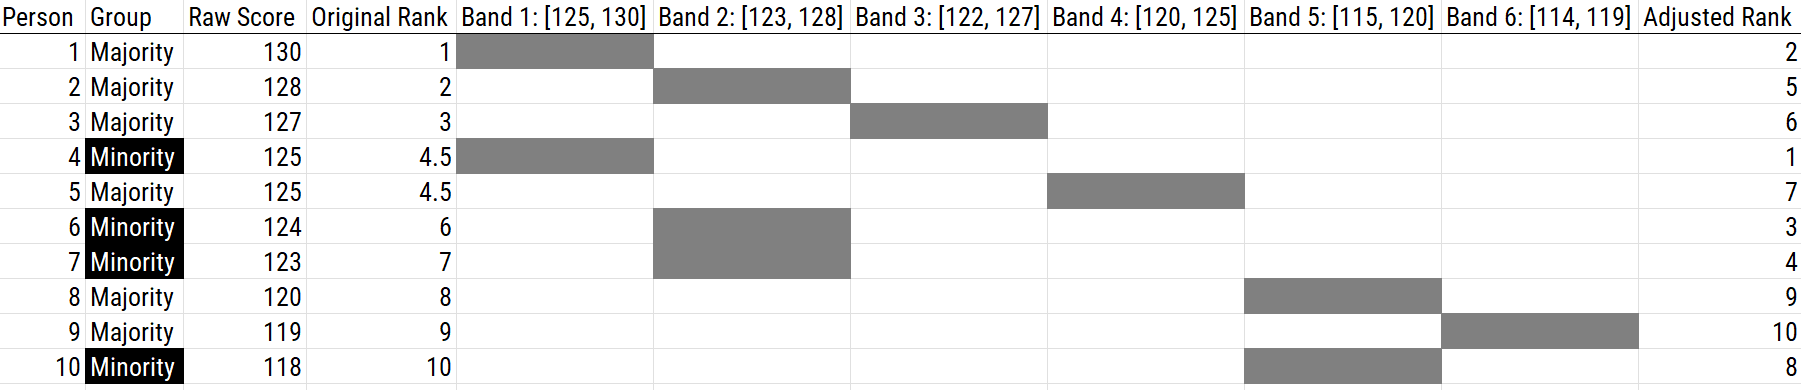 Person Group Raw Score Original Rank Band 1: [125, 130] Band 2: [123, 128] Band 3: [122, 127] Band 4: [120, 125] Band 5: [115, 120] Band 6: [114, 119] Adjusted Rank
1 Majority 130 1 2
2 Majority 128 2 5
3 Majority 127 3 6
4 Minority 125 4.5 1
5 Majority 125 4.5 7
6 Minority 124 6 3
7 Minority 123 7 4
8 Majority 120 8 9
9 Majority 119 9 10
10 Minority 118 10 8